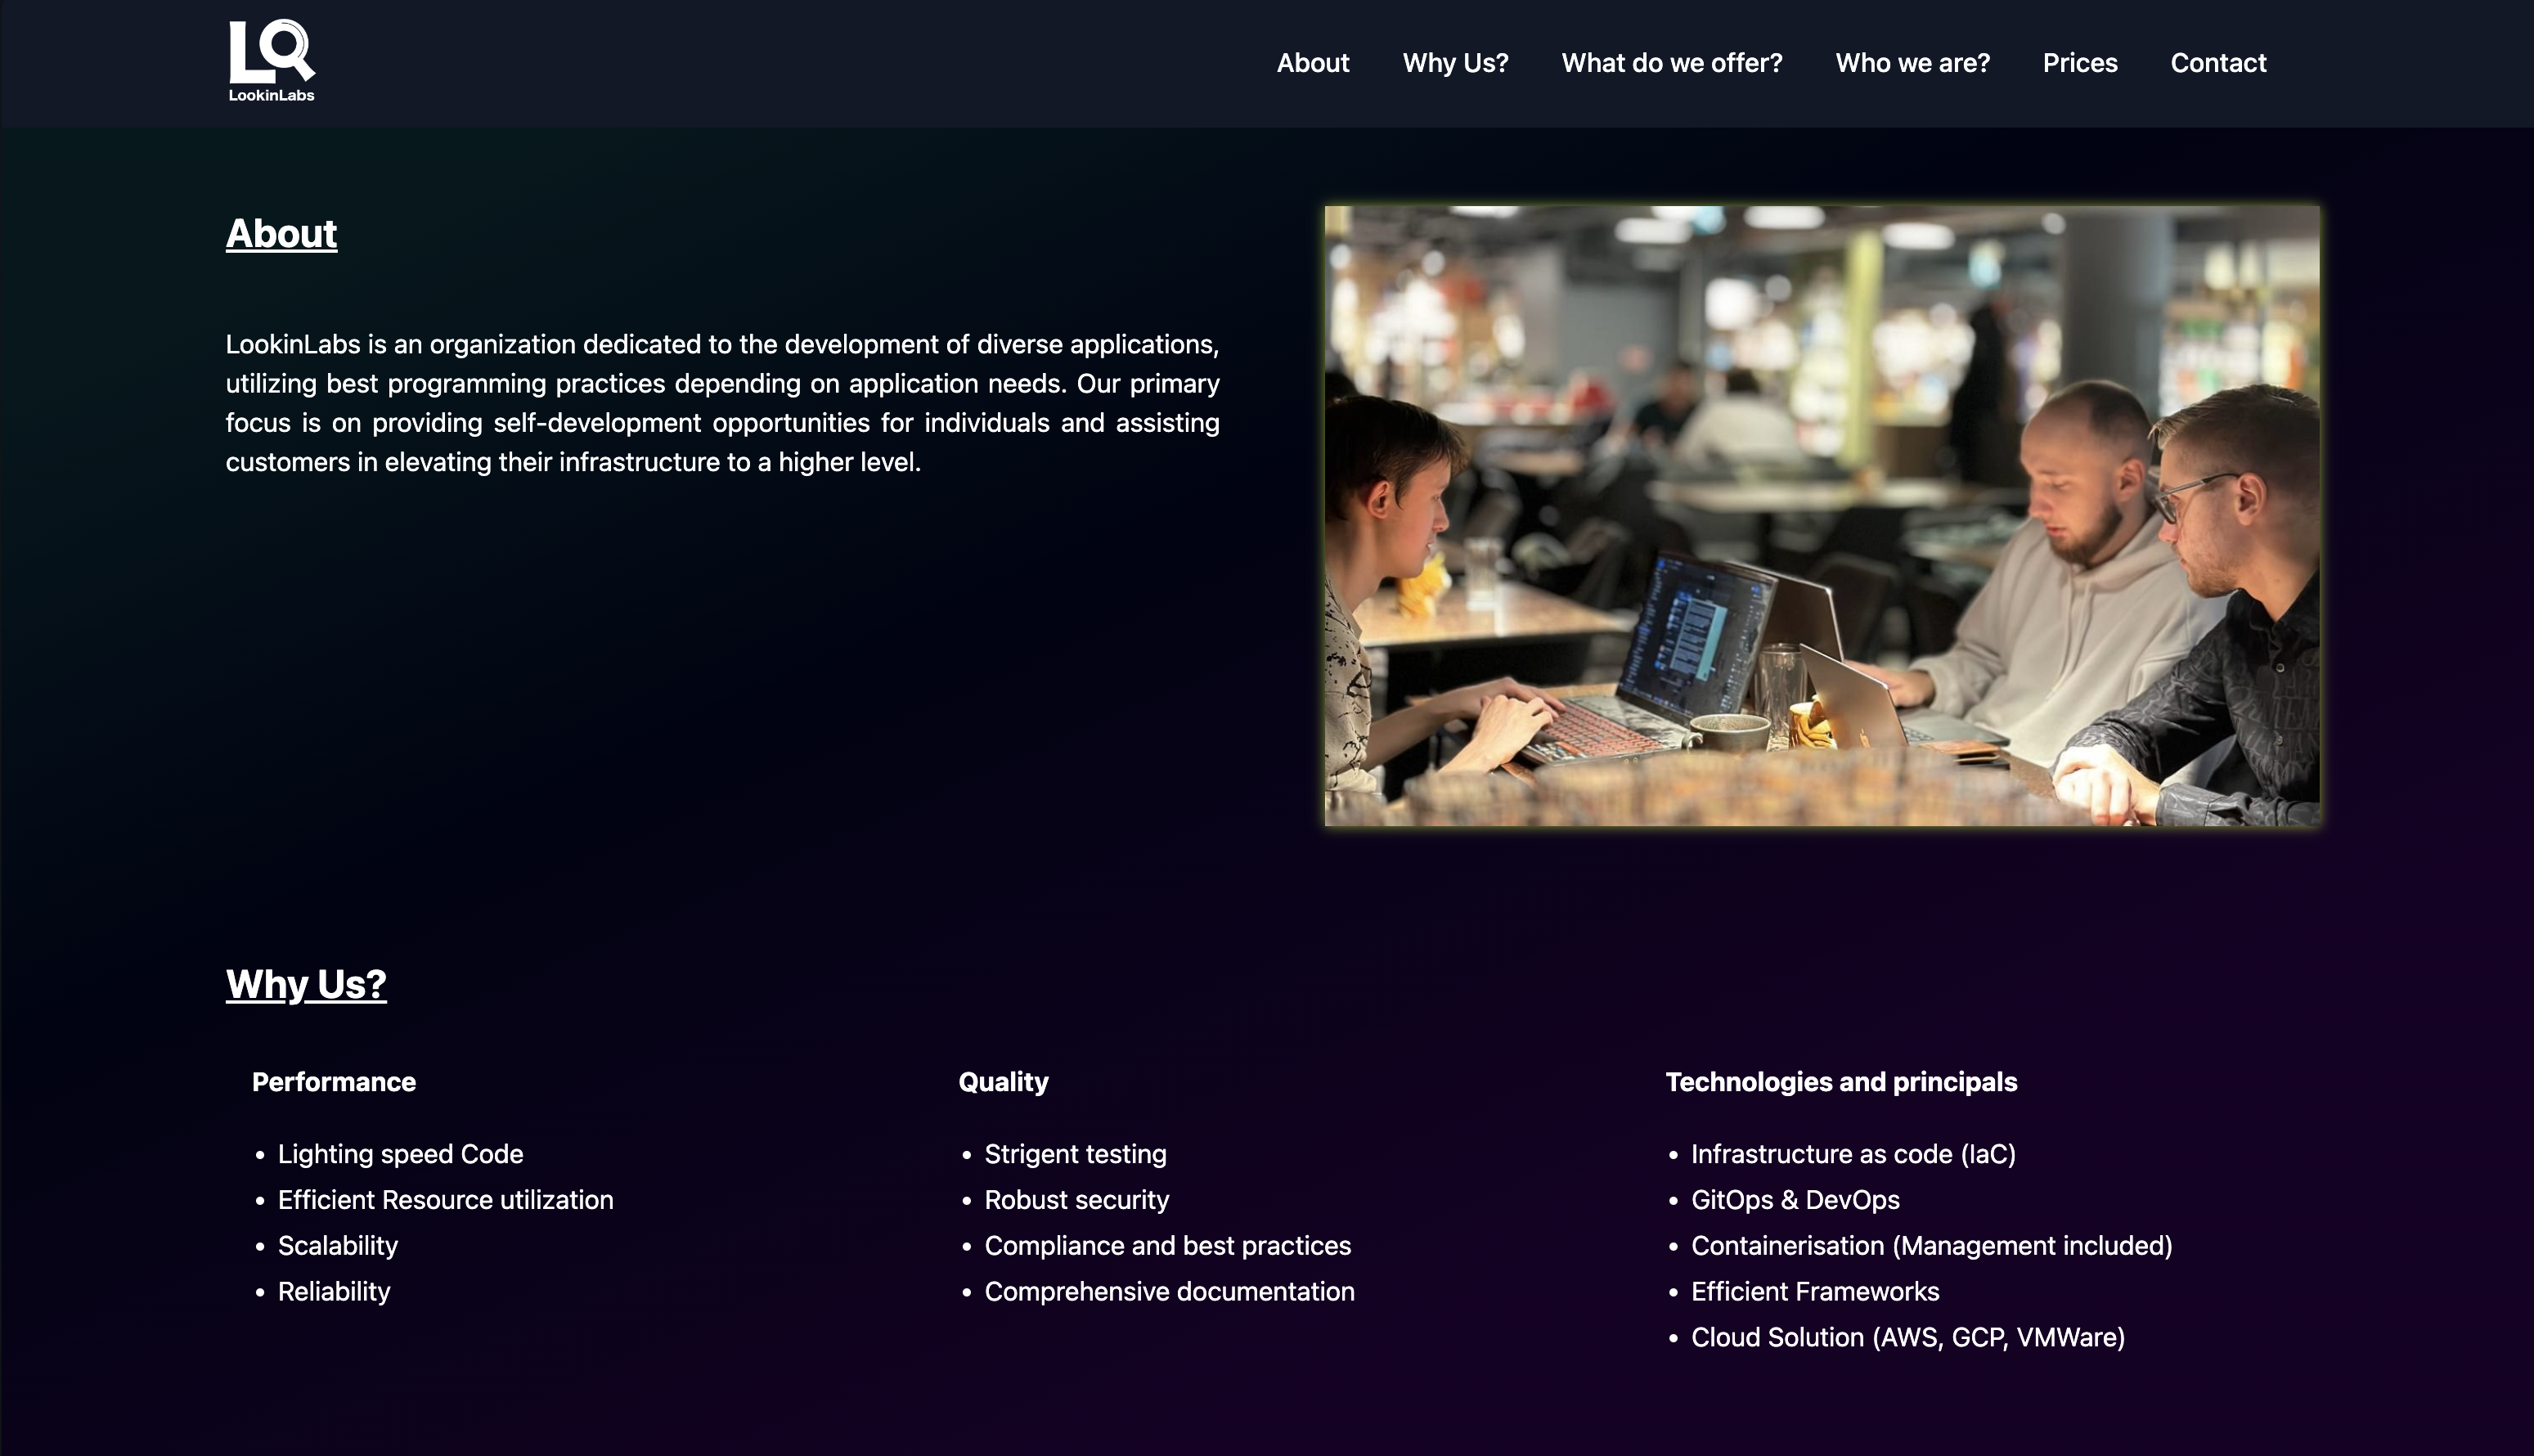 LQ
LookinLabs
About
Why Us?
What do we offer?
Who we are?
Prices
Contact
About
LookinLabs is an organization dedicated to the development of diverse applications,
utilizing best programming practices depending on application needs. Our primary
focus is on providing self-development opportunities for individuals and assisting
customers in elevating their infrastructure to a higher level.
Why Us?
Performance
• Lighting speed Code
• Efficient Resource utilization
• Scalability
• Reliability
Quality
• Strigent testing
• Robust security
• Compliance and best practices
• Comprehensive documentation
Technologies and principals
• Infrastructure as code (IaC)
• GitOps & DevOps
• Containerisation (Management included)
• Efficient Frameworks
• Cloud Solution (AWS, GCP, VMWare)